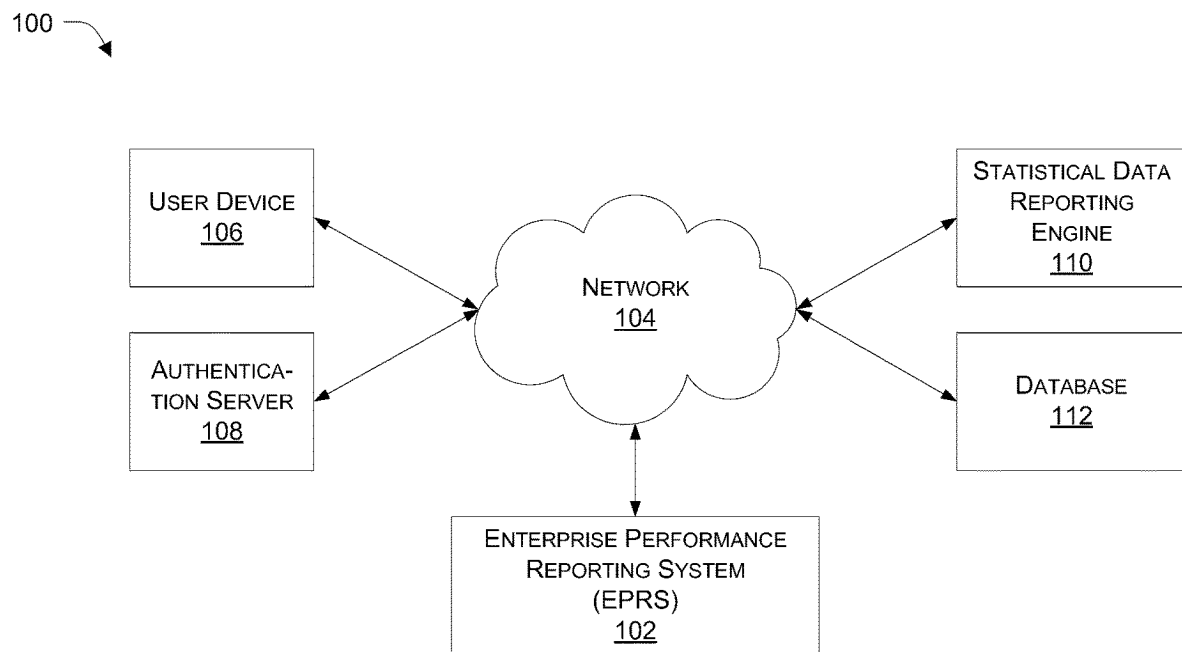 100
USER DEVICE
106
STATISTICAL DATA
REPORTING
ENGINE
110
NETWORK
104
AUTHENTICA-
TION SERVER
108
DATABASE
112
ENTERPRISE PERFORMANCE
REPORTING SYSTEM
(EPRS)
102